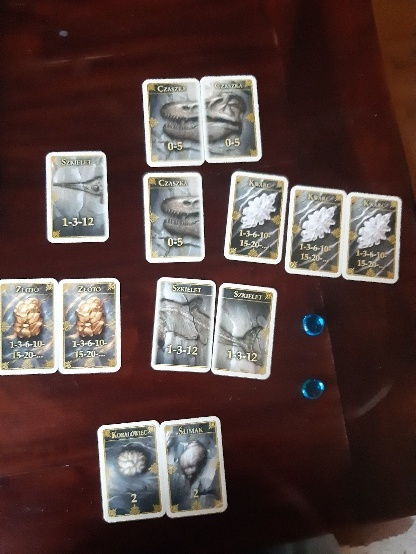 CZASZKA
CZASZKA
0-5
0-5
SZKIELET
1-3-12
CZASZKA
0-5
KWARC
1-3-6-10-
15-20-...
KWARC
1-3-6-10-
15-20-...
KWARC
1-3-6-10-
15-20-...
ZŁOTO
1-3-6-10-
15-20-...
ZŁOTO
1-3-6-10-
15-20-...
SZKIELET
1-3-12
SZKIELET
1-3-12
KORALOWIEC
2
ŚLIMAK
2